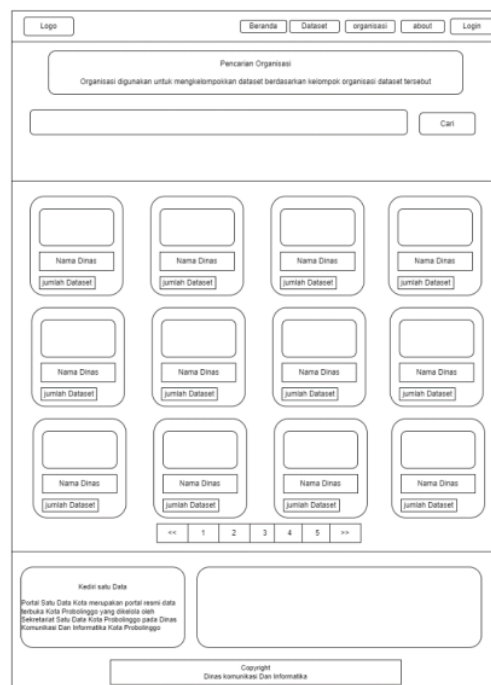 Logo
Beranda
Dataset
organisasi
about
Login
Pencarian Organisasi
Organisasi digunakan untuk mengkelompokkan dataset berdasarkan kelompok organisasi dataset tersebut
Cari
Nama Dinas
Nama Dinas
Nama Dinas
Nama Dinas
jumlah Dataset
jumlah Dataset
jumlah Dataset
jumlah Dataset
Nama Dinas
Nama Dinas
Nama Dinas
Nama Dinas
jumlah Dataset
jumlah Dataset
jumlah Dataset
jumlah Dataset
Nama Dinas
Nama Dinas
Nama Dinas
Nama Dinas
jumlah Dataset
jumlah Dataset
jumlah Dataset
jumlah Dataset
<< 1 2 3 4 5 >>
Kediri satu Data
Portal Satu Data Kota merupakan portal resmi data
terbuka Kota Probolinggo yang dikelola oleh
Sekretariat Satu Data Kota Probolinggo pada Dinas
Komunikasi Dan Informatika Kota Probolinggo
Copyright
Dinas komunikasi Dan Informatika